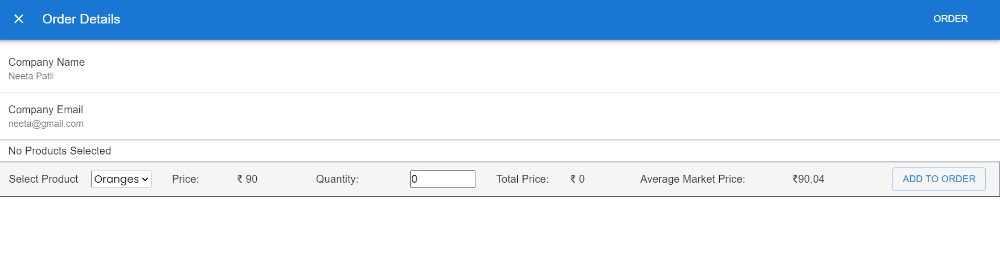 Order Details ORDER
Company Name
Neeta Patil
Company Email
neeta@gmail.com
No Products Selected
Select Product Oranges Price: ₹ 90 Quantity: 0 Total Price: ₹ 0 Average Market Price: ₹90.04 ADD TO ORDER